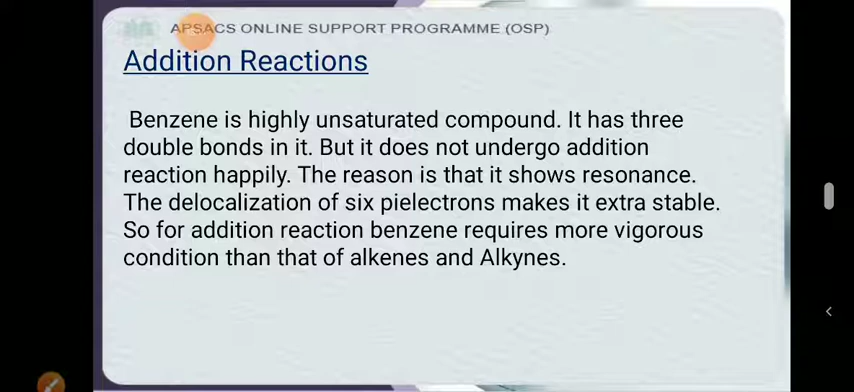 APSACS ONLINE SUPPORT PROGRAMME (OSP)
Addition Reactions
Benzene is highly unsaturated compound. It has three
double bonds in it. But it does not undergo addition
reaction happily. The reason is that it shows resonance.
The delocalization of six pielectrons makes it extra stable.
So for addition reaction benzene requires more vigorous
condition than that of alkenes and Alkynes.